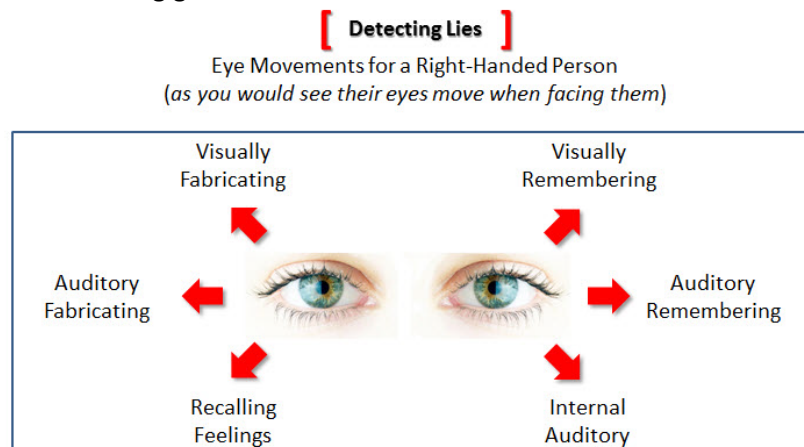 [ Detecting Lies ]
Eye Movements for a Right-Handed Person
(as you would see their eyes move when facing them)
Visually
Fabricating
Visually
Remembering
Auditory
Fabricating
Auditory
Remembering
Recalling
Feelings
Internal
Auditory